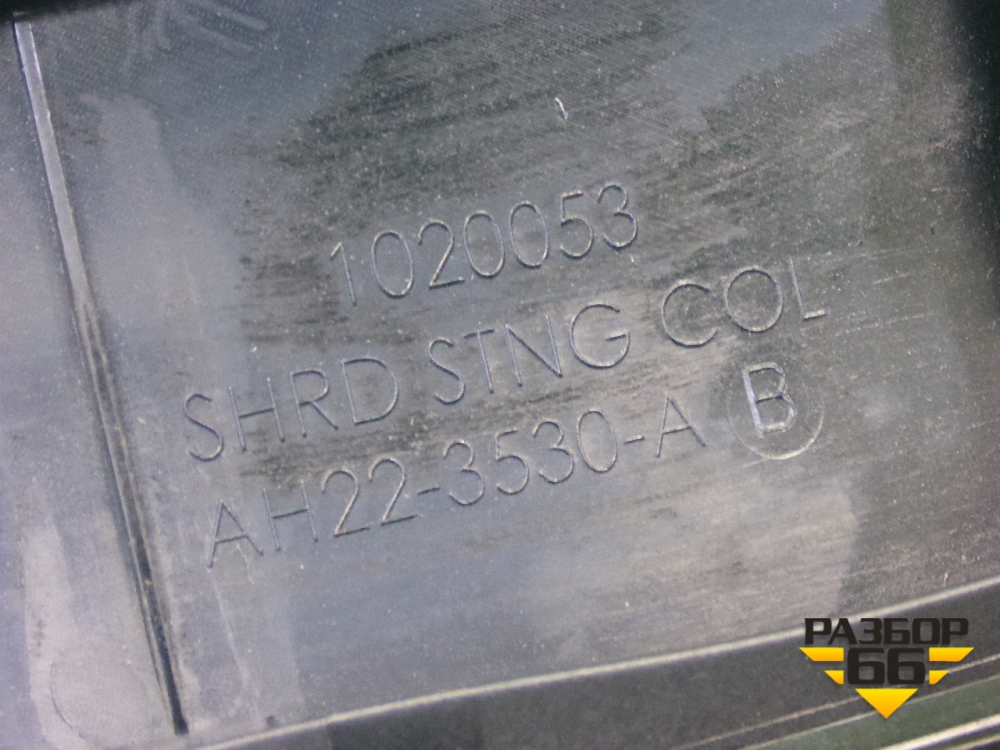 1020053
SHRD STNG COL
AH22-3530-A B
РАЗБОР
66